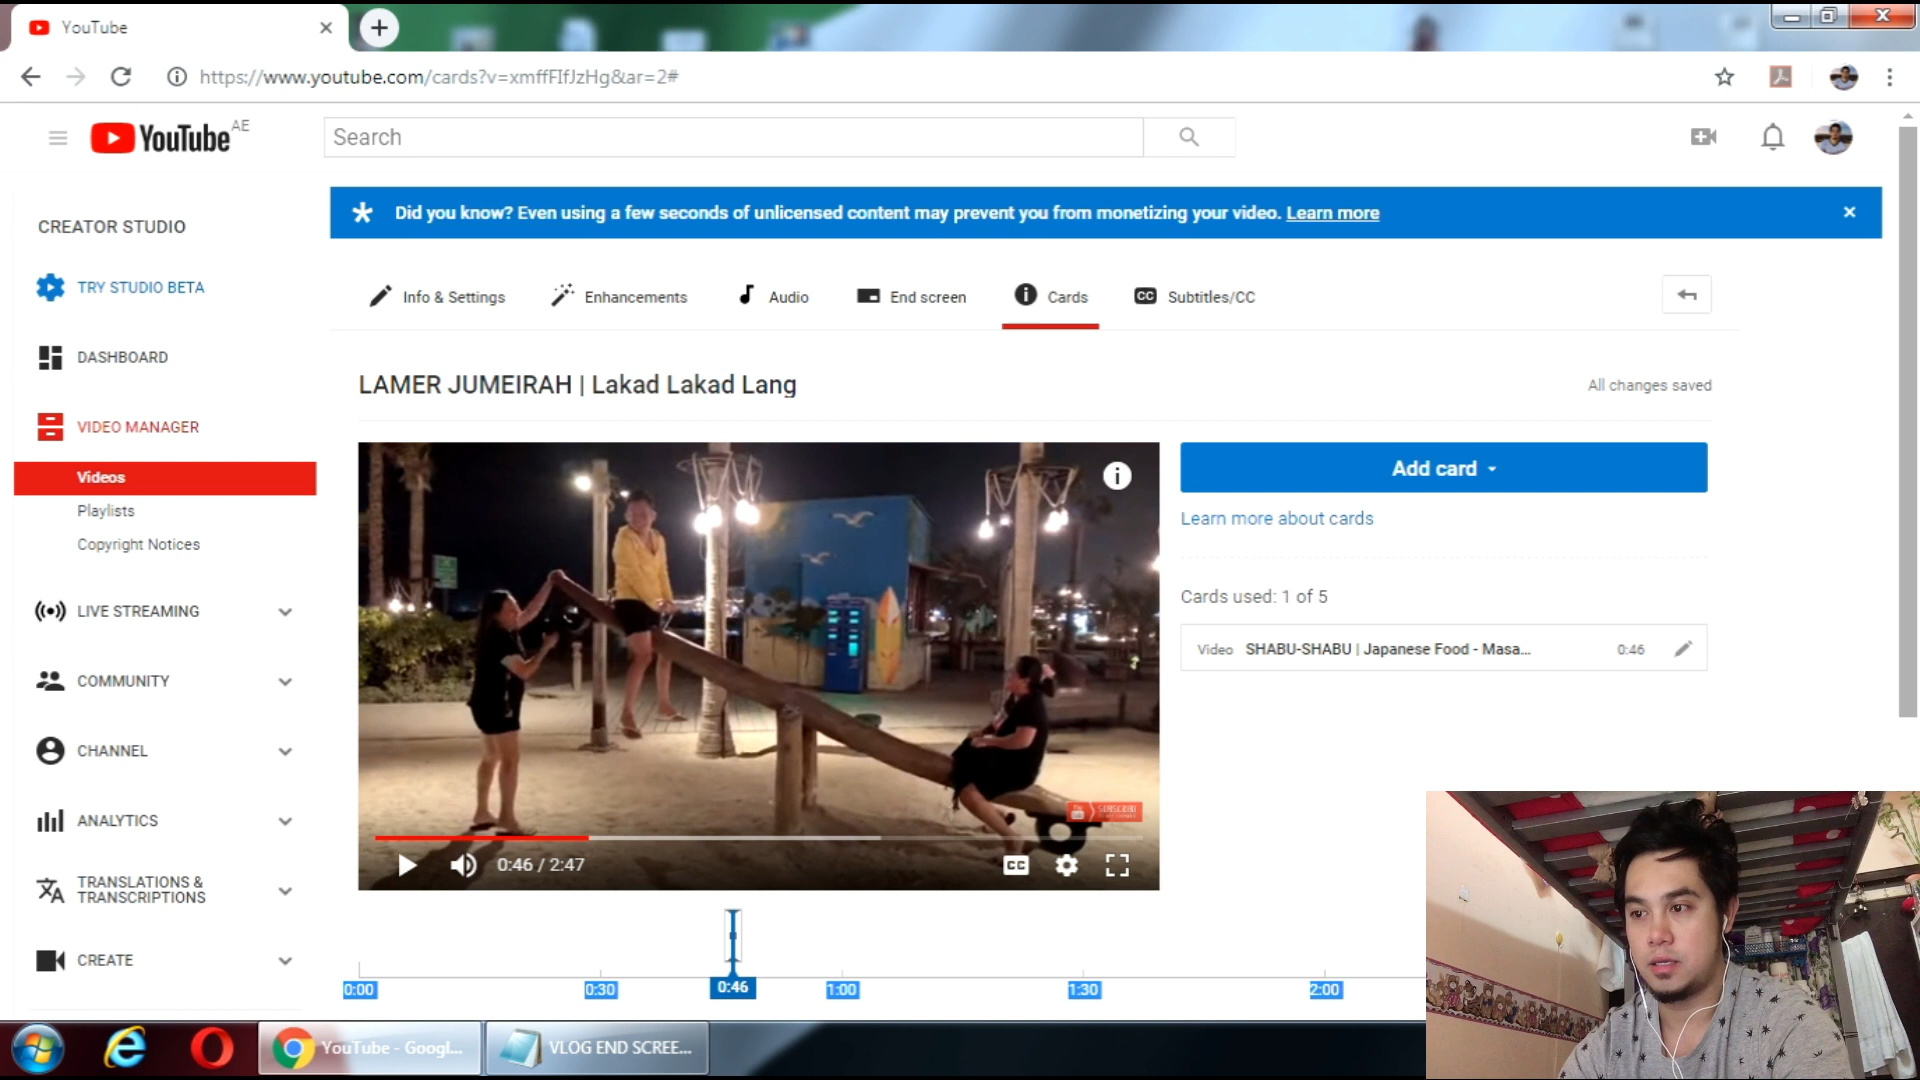 YouTube
https://www.youtube.com/cards?v=xmffFIfJzHg&ar=2#
YouTube AE
Search
CREATOR STUDIO
Did you know? Even using a few seconds of unlicensed content may prevent you from monetizing your video. Learn more
TRY STUDIO BETA
Info & Settings
Enhancements
Audio
End screen
Cards
CC Subtitles/CC
DASHBOARD
LAMER JUMEIRAH | Lakad Lakad Lang
All changes saved
VIDEO MANAGER
Videos
Playlists
Copyright Notices
Add card
Learn more about cards
Cards used: 1 of 5
Video SHABU-SHABU | Japanese Food - Masa... 0:46
LIVE STREAMING
COMMUNITY
CHANNEL
ANALYTICS
TRANSLATIONS &
TRANSCRIPTIONS
CREATE
SUBSCRIBE
0:46 / 2:47
CC
0:00
0:30
0:46
1:00
1:30
2:00
YouTube - Googl...
VLOG END SCREE...